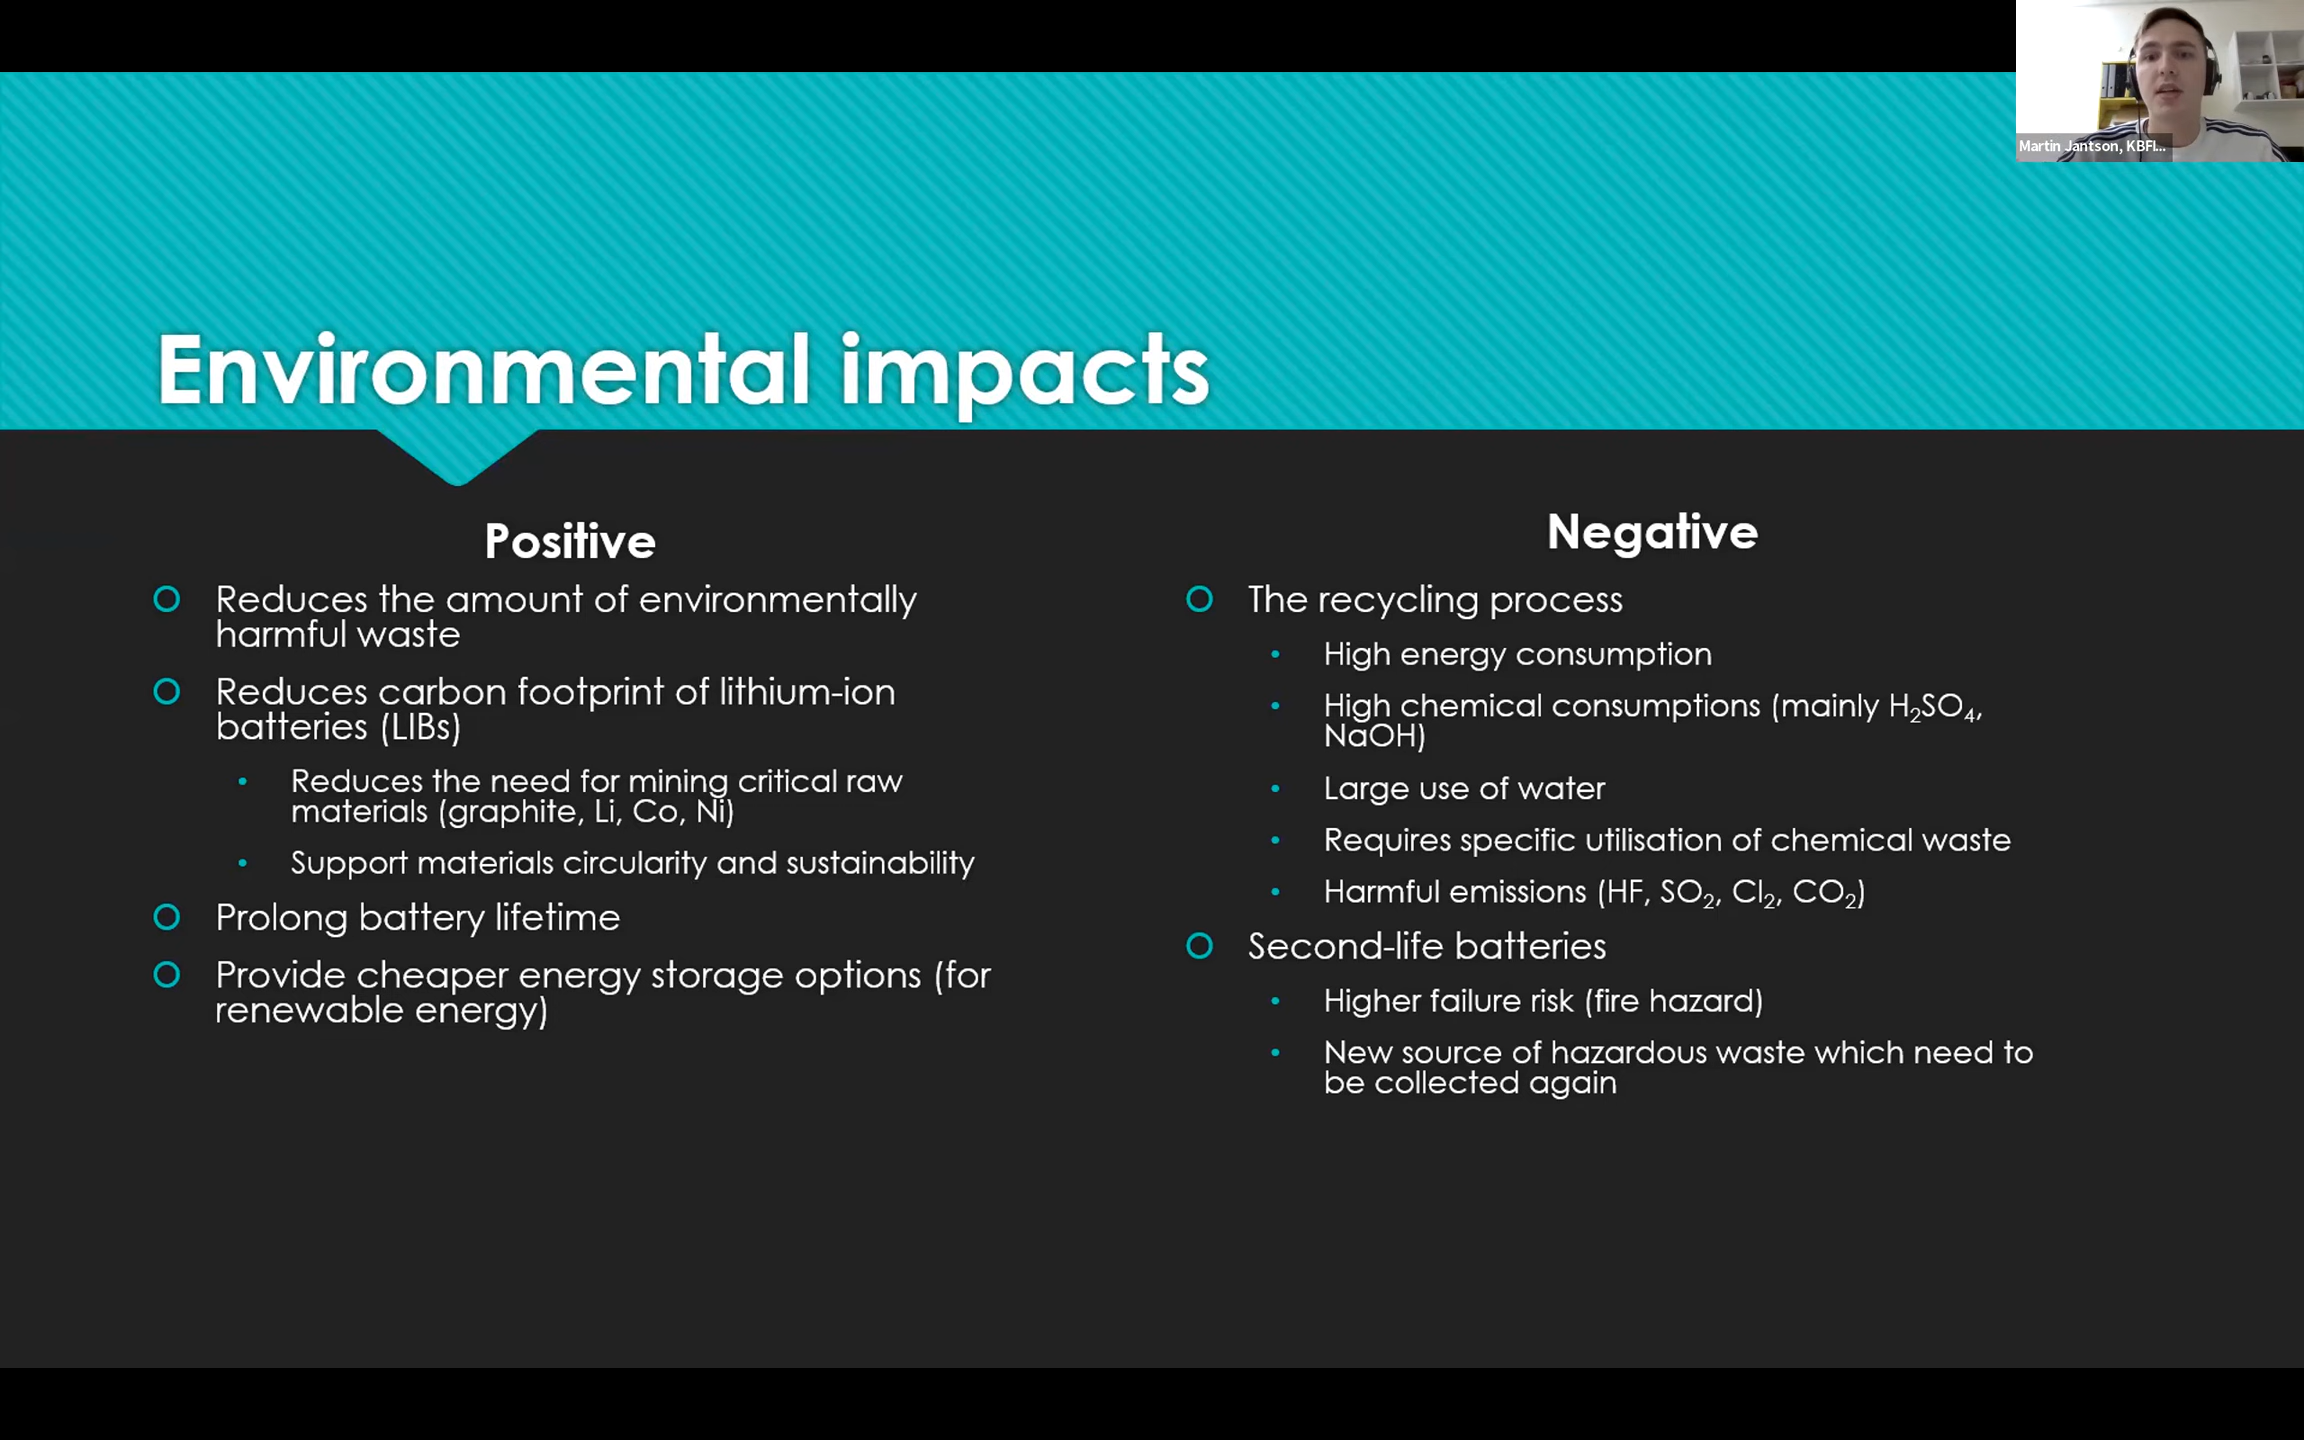 Martin Jantson, KBFI...
Environmental impacts
Positive
Reduces the amount of environmentally
harmful waste
Reduces carbon footprint of lithium-ion
batteries (LIBs)
Reduces the need for mining critical raw
materials (graphite, Li, Co, Ni)
Support materials circularity and sustainability
Prolong battery lifetime
Provide cheaper energy storage options (for
renewable energy)
Negative
The recycling process
High energy consumption
High chemical consumptions (mainly H₂SO₄,
NaOH)
Large use of water
Requires specific utilisation of chemical waste
Harmful emissions (HF, SO₂, Cl₂, CO₂)
Second-life batteries
Higher failure risk (fire hazard)
New source of hazardous waste which need to
be collected again